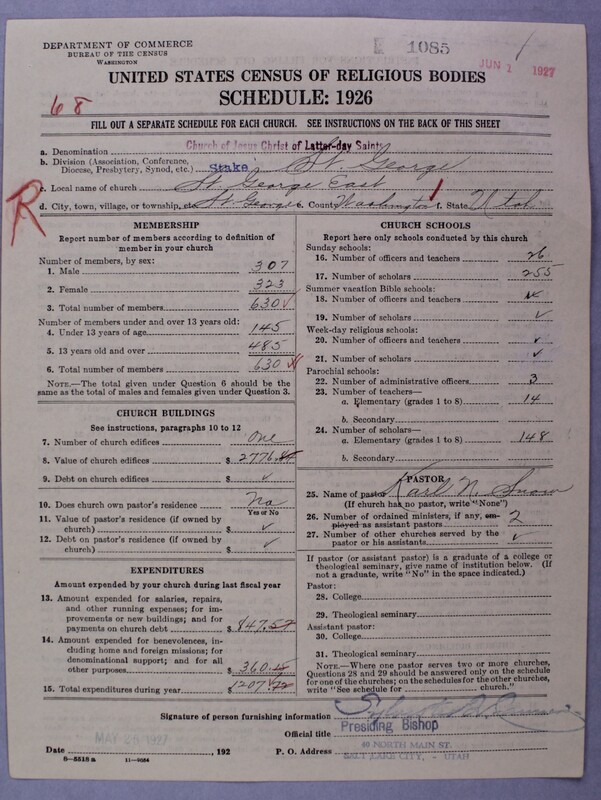 DEPARTMENT OF COMMERCE
BUREAU OF THE CENSUS
WASHINGTON
1085
JUN 1 1927
UNITED STATES CENSUS OF RELIGIOUS BODIES
SCHEDULE: 1926
68
FILL OUT A SEPARATE SCHEDULE FOR EACH CHURCH. SEE INSTRUCTIONS ON THE BACK OF THIS SHEET
a. Denomination Church of Jesus Christ of Latter-day Saints
b. Division (Association, Conference, Diocese, Presbytery, Synod, etc.) Stake St. George
c. Local name of church St. George East
R
d. City, town, village, or township, etc. St. George e. County Washington f. State Utah
MEMBERSHIP
Report number of members according to definition of
member in your church
Number of members, by sex:
1. Male 307
2. Female 323
3. Total number of members 630
Number of members under and over 13 years old:
4. Under 13 years of age 145
5. 13 years old and over 485
6. Total number of members 630
NOTE.—The total given under Question 6 should be
same as the total of males and females given under Question 3.
CHURCH BUILDINGS
See instructions, paragraphs 10 to 12
7. Number of church edifices One
8. Value of church edifices $ 2776.
9. Debt on church edifices $ ✓
10. Does church own pastor's residence No
Yes or No
11. Value of pastor's residence (if owned by
church) $ ✓
12. Debt on pastor's residence (if owned by
church) $ ✓
EXPENDITURES
Amount expended by your church during last fiscal year
13. Amount expended for salaries, repairs,
and other running expenses; for im-
provements or new buildings; and for
payments on church debt $ 847.57
14. Amount expended for benevolences, in-
cluding home and foreign missions; for
denominational support; and for all
other purposes $ 360.
15. Total expenditures during year $ 1207.72
CHURCH SCHOOLS
Report here only schools conducted by this church
Sunday schools:
16. Number of officers and teachers 26
17. Number of scholars 255
Summer vacation Bible schools:
18. Number of officers and teachers
19. Number of scholars ✓
Week-day religious schools:
20. Number of officers and teachers ✓
21. Number of scholars ✓
Parochial schools:
22. Number of administrative officers 3
23. Number of teachers—
a. Elementary (grades 1 to 8) 14
b. Secondary
24. Number of scholars—
a. Elementary (grades 1 to 8) 148
b. Secondary
PASTOR
25. Name of pastor Karl N. Snow
(If church has no pastor, write "None")
26. Number of ordained ministers, if any, em-
ployed as assistant pastors 2
27. Number of other churches served by the
pastor or his assistants ✓
If pastor (or assistant pastor) is a graduate of a college or
theological seminary, give name of institution below. (If
not a graduate, write "No" in the space indicated.)
Pastor:
28. College
29. Theological seminary
Assistant pastor:
30. College
31. Theological seminary
NOTE.—Where one pastor serves two or more churches,
Questions 28 and 29 should be answered only on the schedule
for one of the churches; on the schedules for the other churches,
write "See schedule for church."
Signature of person furnishing information
Official title Presiding Bishop
Date MAY 26 1927, 192 P. O. Address 40 NORTH MAIN ST.
SALT LAKE CITY, - UTAH
8—5518 a 11—9554